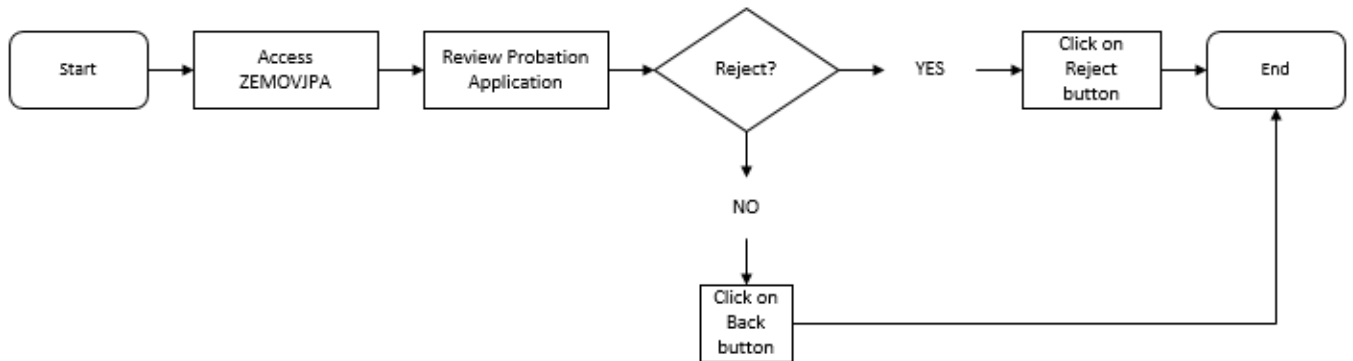 Start
Access
ZEMOVJPA
Review Probation
Application
Reject?
YES
Click on
Reject
button
End
NO
Click on
Back
button